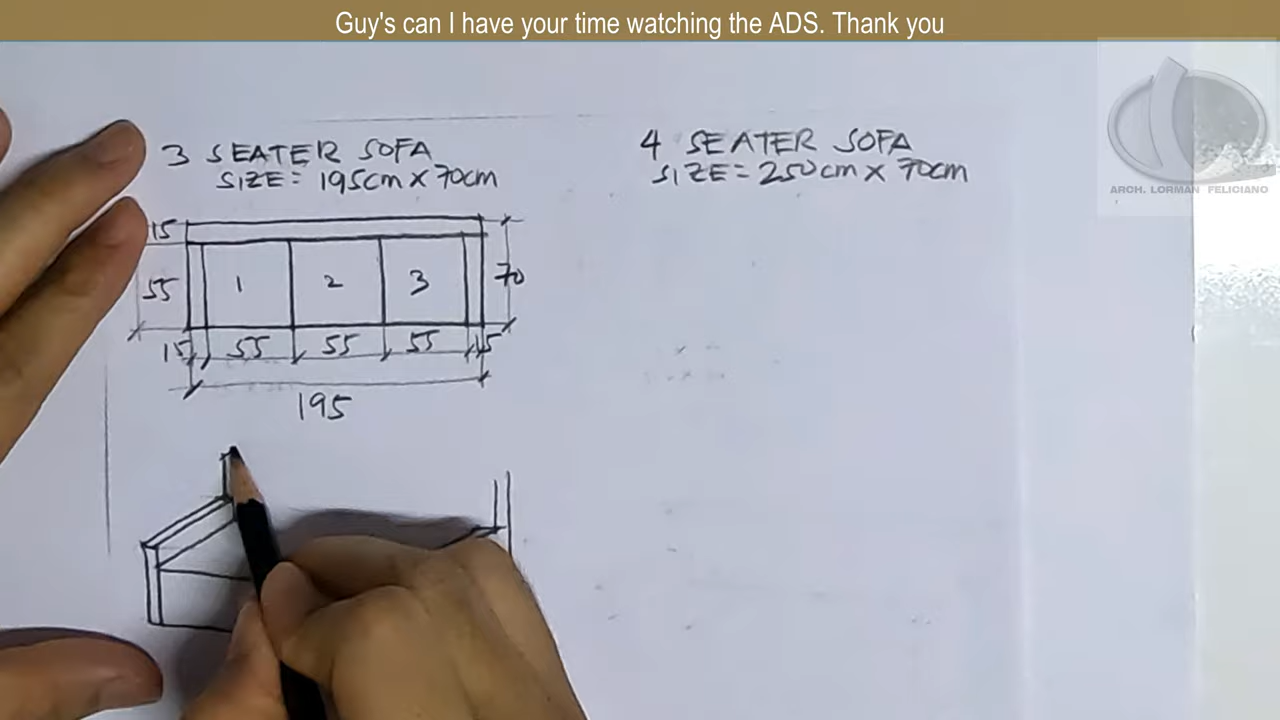 Guy's can I have your time watching the ADS. Thank you
3 SEATER SOFA
SIZE = 195cm x 70cm
4 SEATER SOFA
SIZE = 250cm x 70cm
ARCH. LORMAN FELICIANO
15
55
1 2 3
70
15 55 55 55 15
195